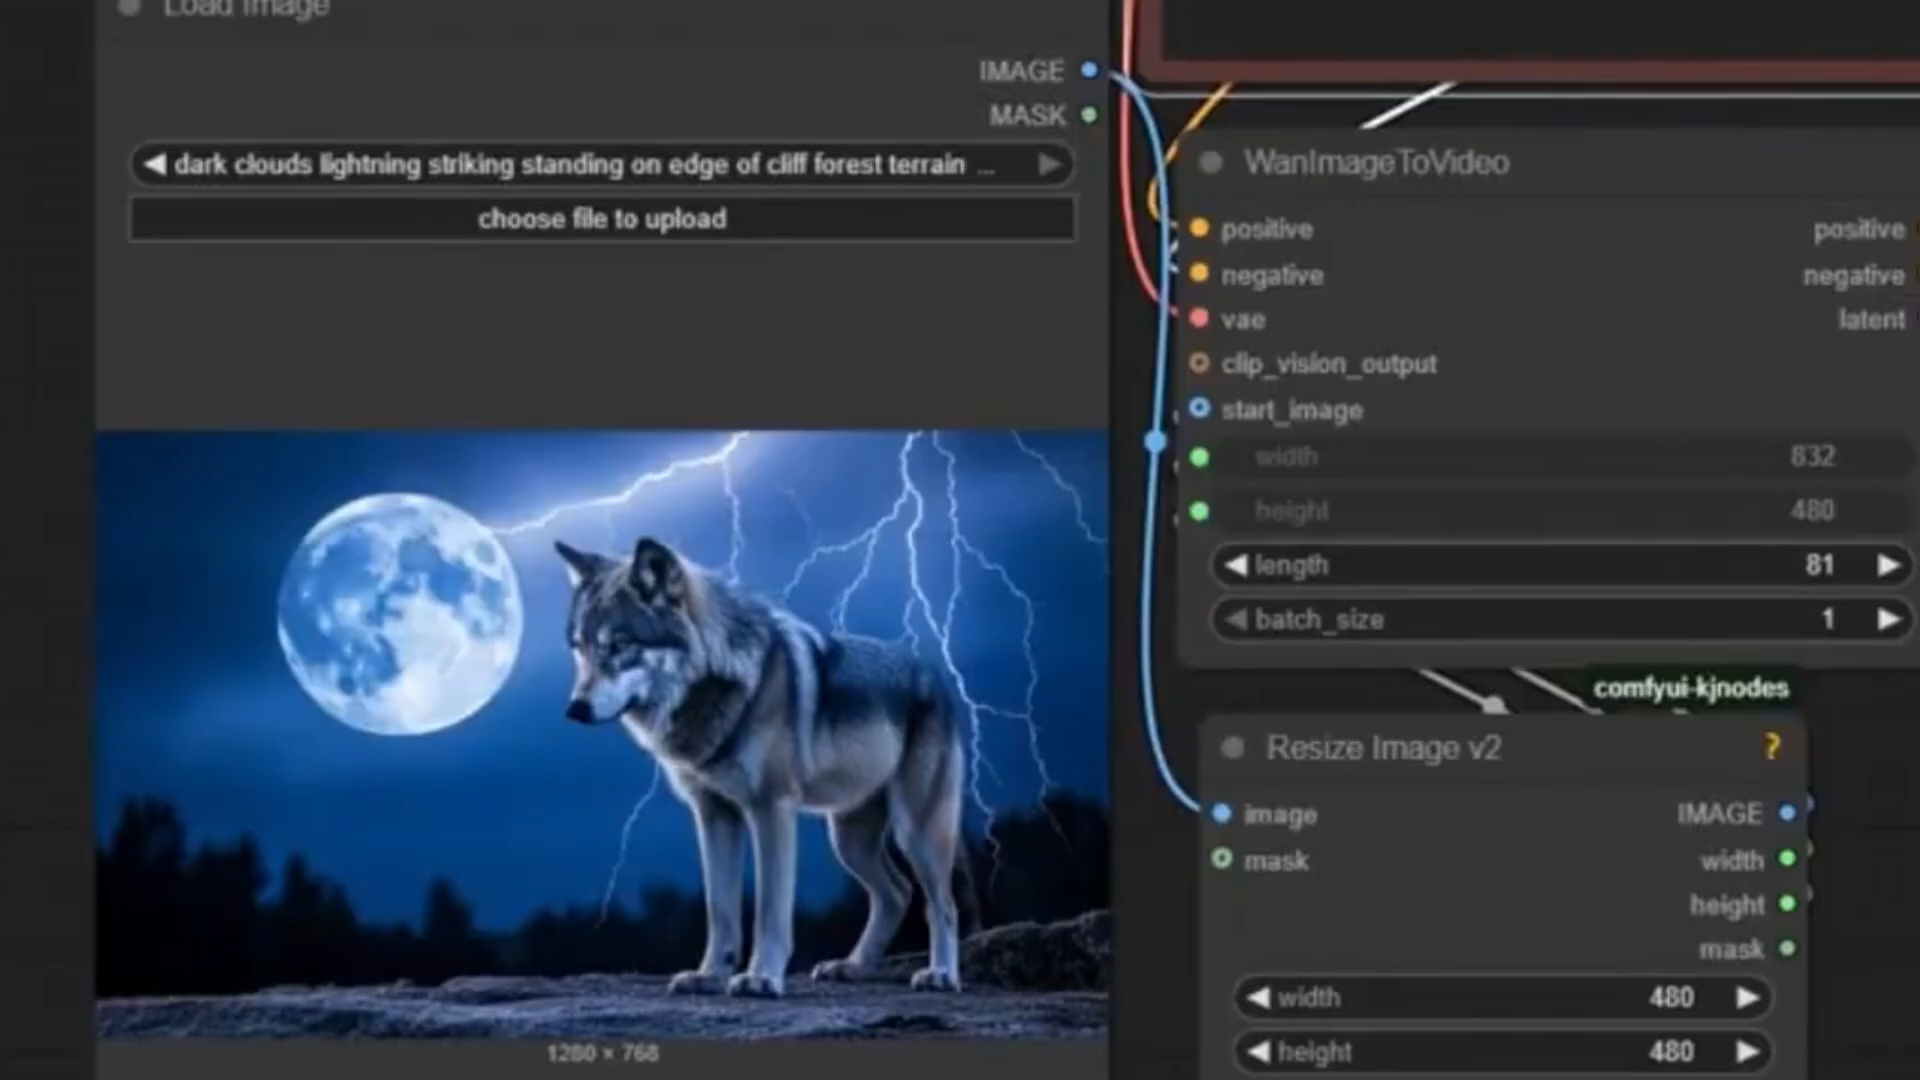 Load Image
IMAGE
MASK
dark clouds lightning striking standing on edge of cliff forest terrain ...
choose file to upload
1280 × 768
WanImageToVideo
positive
positive
negative
negative
vae
latent
clip_vision_output
start_image
width 832
height 480
length 81
batch_size 1
comfyui-kjnodes
Resize Image v2 ?
image
IMAGE
mask
width
height
mask
width 480
height 480